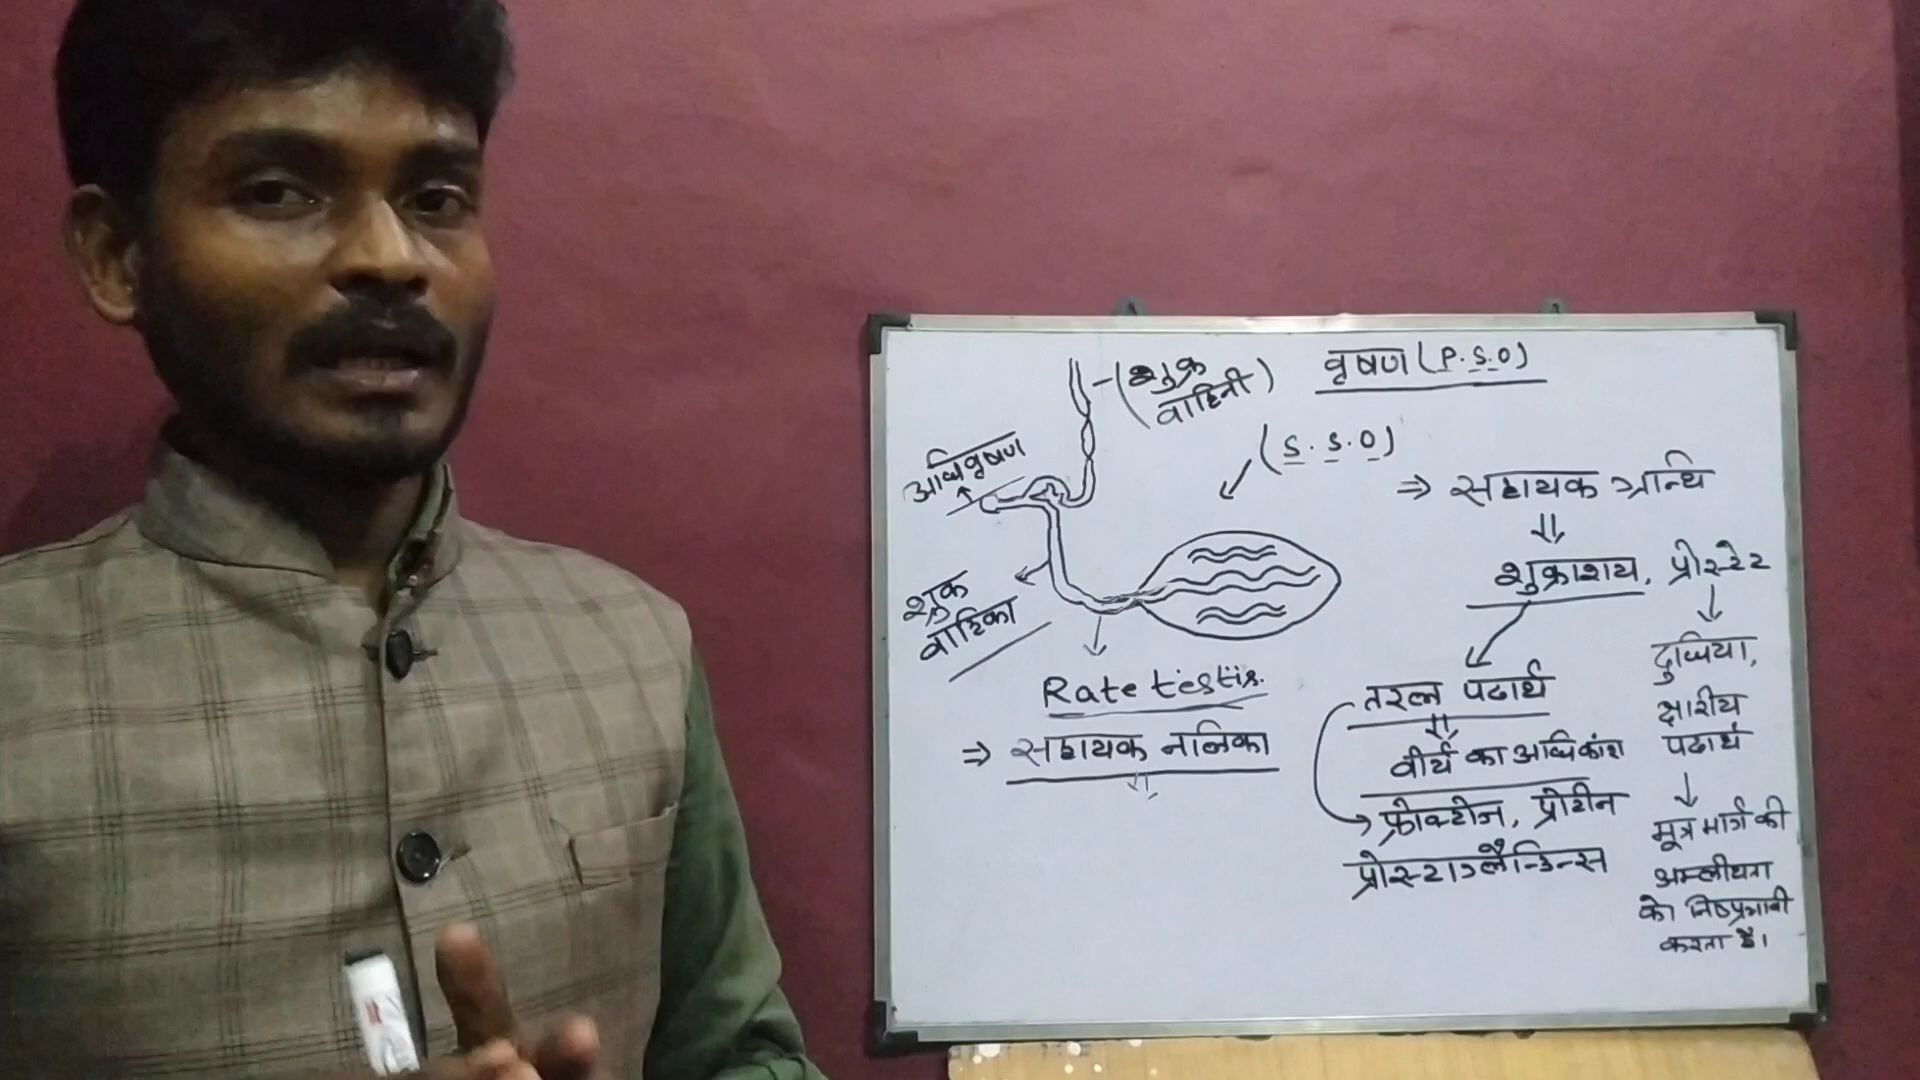 वृषण (P.S.O)
(शुक्र
वाहिनी)
(S.S.O)
अधिवृषण
शुक्र
वाहिका
Rate testis.
⇒ सहायक नलिका
⇒ सहायक ग्रन्थि
शुक्राशय, प्रोस्टेट
तरल पदार्थ
वीर्य का अधिकांश
फ्रोक्टोज, प्रोटीन
प्रोस्टाग्लैन्डिन्स
दुधिया,
क्षारीय
पदार्थ
मूत्र मार्ग की
अम्लीयता
को निष्प्रभावी
करता है।